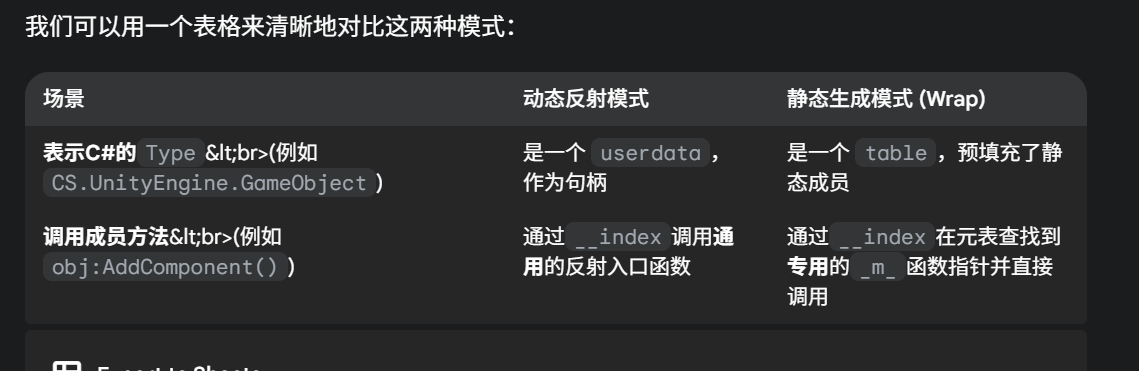 我们可以用一个表格来清晰地对比这两种模式：
场景 动态反射模式 静态生成模式 (Wrap)
表示C#的 Type &lt;br>(例如 是一个 userdata ， 是一个 table ，预填充了静
CS.UnityEngine.GameObject ) 作为句柄 态成员
调用成员方法&lt;br>(例如 通过 __index 调用通 通过 __index 在元表查找到
obj:AddComponent() ) 用的反射入口函数 专用的 _m_ 函数指针并直接
调用